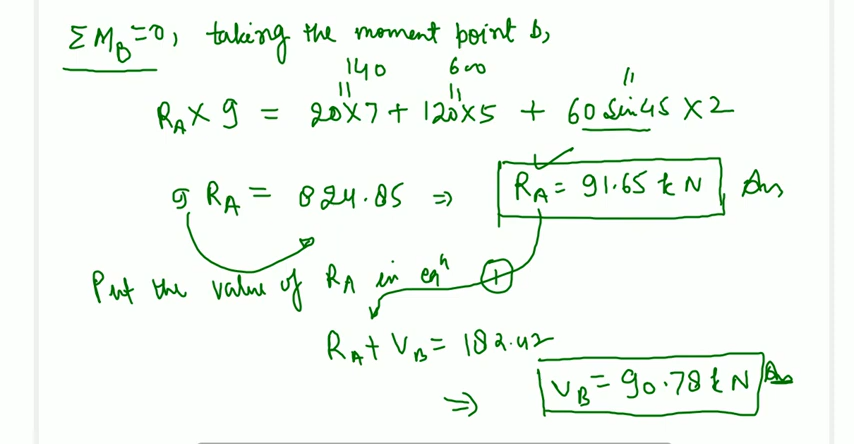 ΣM_B=0, taking the moment point b,
140 600 "
" "
R_A × 9 = 20×7 + 120×5 + 60 sin45 × 2
9 R_A = 824.85 ⇒ R_A = 91.65 kN Ans
Put the value of R_A in eqⁿ ①
R_A + V_B = 182.42
⇒ V_B = 90.78 kN Ans